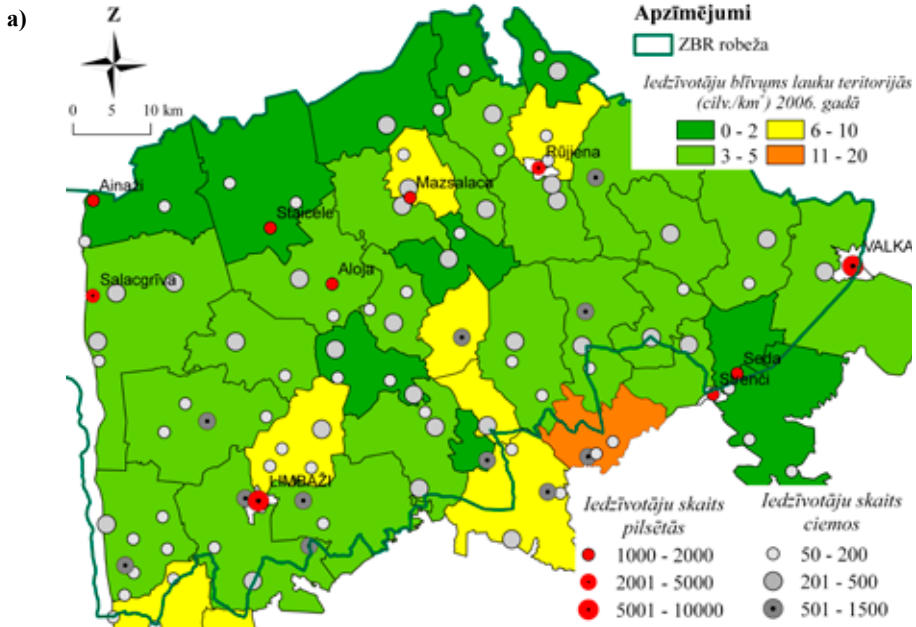 a)
Z
0 5 10 km
Apzīmējumi
ZBR robeža
Iedzīvotāju blīvums lauku teritorijās
(cilv./km²) 2006. gadā
0 - 2 6 - 10
3 - 5 11 - 20
Rūjiena
Mazsalaca
Ainaži
Staicele
VALKA
Aloja
Salacgrīva
Seda
Strenči
LIMBAŽI
Iedzīvotāju skaits
pilsētās
1000 - 2000
2001 - 5000
5001 - 10000
Iedzīvotāju skaits
ciemos
50 - 200
201 - 500
501 - 1500